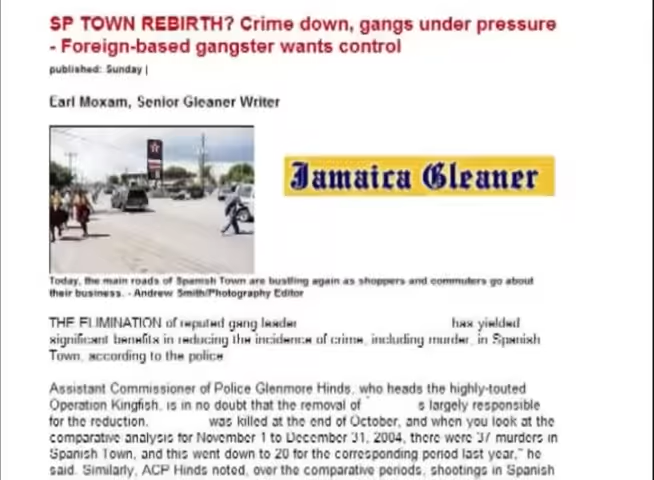 SP TOWN REBIRTH? Crime down, gangs under pressure
- Foreign-based gangster wants control
published: Sunday |
Earl Moxam, Senior Gleaner Writer
Jamaica Gleaner
Today, the main roads of Spanish Town are bustling again as shoppers and commuters go about
their business. - Andrew Smith/Photography Editor
THE ELIMINATION of reputed gang leader has yielded
significant benefits in reducing the incidence of crime, including murder, in Spanish
Town, according to the police
Assistant Commissioner of Police Glenmore Hinds, who heads the highly-touted
Operation Kingfish, is in no doubt that the removal of s largely responsible
for the reduction. was killed at the end of October, and when you look at the
comparative analysis for November 1 to December 31, 2004, there were 37 murders in
Spanish Town, and this went down to 20 for the corresponding period last year," he
said. Similarly, ACP Hinds noted, over the comparative periods, shootings in Spanish